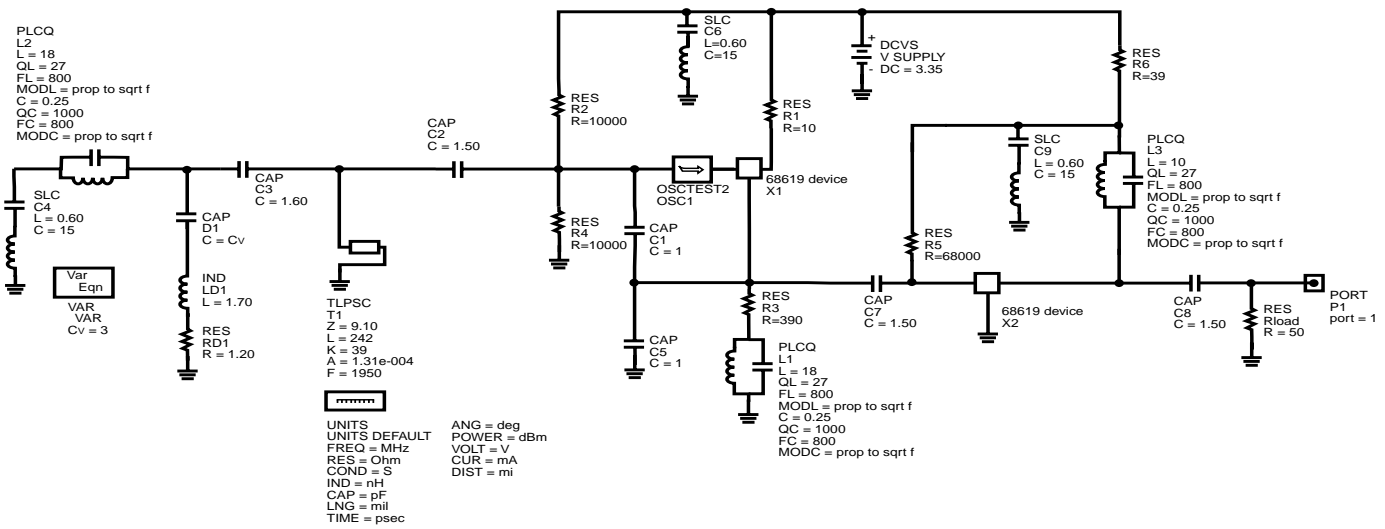 PLCQ
L2
L = 18
QL = 27
FL = 800
MODL = prop to sqrt f
C = 0.25
QC = 1000
FC = 800
MODC = prop to sqrt f
SLC
C4
L = 0.60
C = 15
Var
Eqn
VAR
VAR
CV = 3
CAP
D1
C = CV
IND
LD1
L = 1.70
RES
RD1
R = 1.20
CAP
C3
C = 1.60
TLPSC
T1
Z = 9.10
L = 242
K = 39
A = 1.31e-004
F = 1950
UNITS
UNITS DEFAULT
FREQ = MHz
RES = Ohm
COND = S
IND = nH
CAP = pF
LNG = mil
TIME = psec
ANG = deg
POWER = dBm
VOLT = V
CUR = mA
DIST = mi
CAP
C2
C = 1.50
RES
R2
R=10000
RES
R4
R=10000
SLC
C6
L=0.60
C=15
RES
R1
R=10
OSCTEST2
OSC1
68619 device
X1
CAP
C1
C = 1
CAP
C5
C = 1
RES
R3
R=390
PLCQ
L1
L = 18
QL = 27
FL = 800
MODL = prop to sqrt f
C = 0.25
QC = 1000
FC = 800
MODC = prop to sqrt f
+
-
DCVS
V SUPPLY
DC = 3.35
CAP
C7
C = 1.50
RES
R5
R=68000
SLC
C9
L = 0.60
C = 15
68619 device
X2
RES
R6
R=39
PLCQ
L3
L = 10
QL = 27
FL = 800
MODL = prop to sqrt f
C = 0.25
QC = 1000
FC = 800
MODC = prop to sqrt f
CAP
C8
C = 1.50
RES
Rload
R = 50
PORT
P1
port = 1